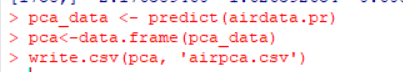 > pca_data <- predict(airdata.pr)
> pca<-data.frame(pca_data)
> write.csv(pca, 'airpca.csv')